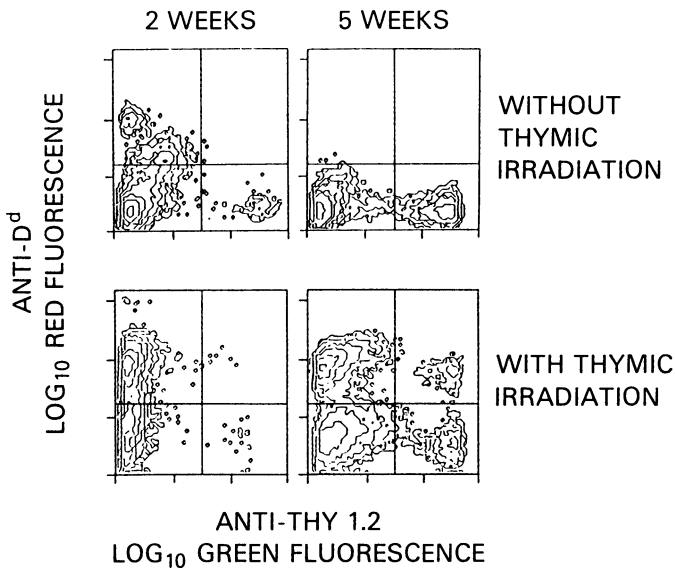 2 WEEKS
5 WEEKS
ANTI-Dᵈ
LOG₁₀ RED FLUORESCENCE
WITHOUT
THYMIC
IRRADIATION
WITH THYMIC
IRRADIATION
ANTI-THY 1.2
LOG₁₀ GREEN FLUORESCENCE